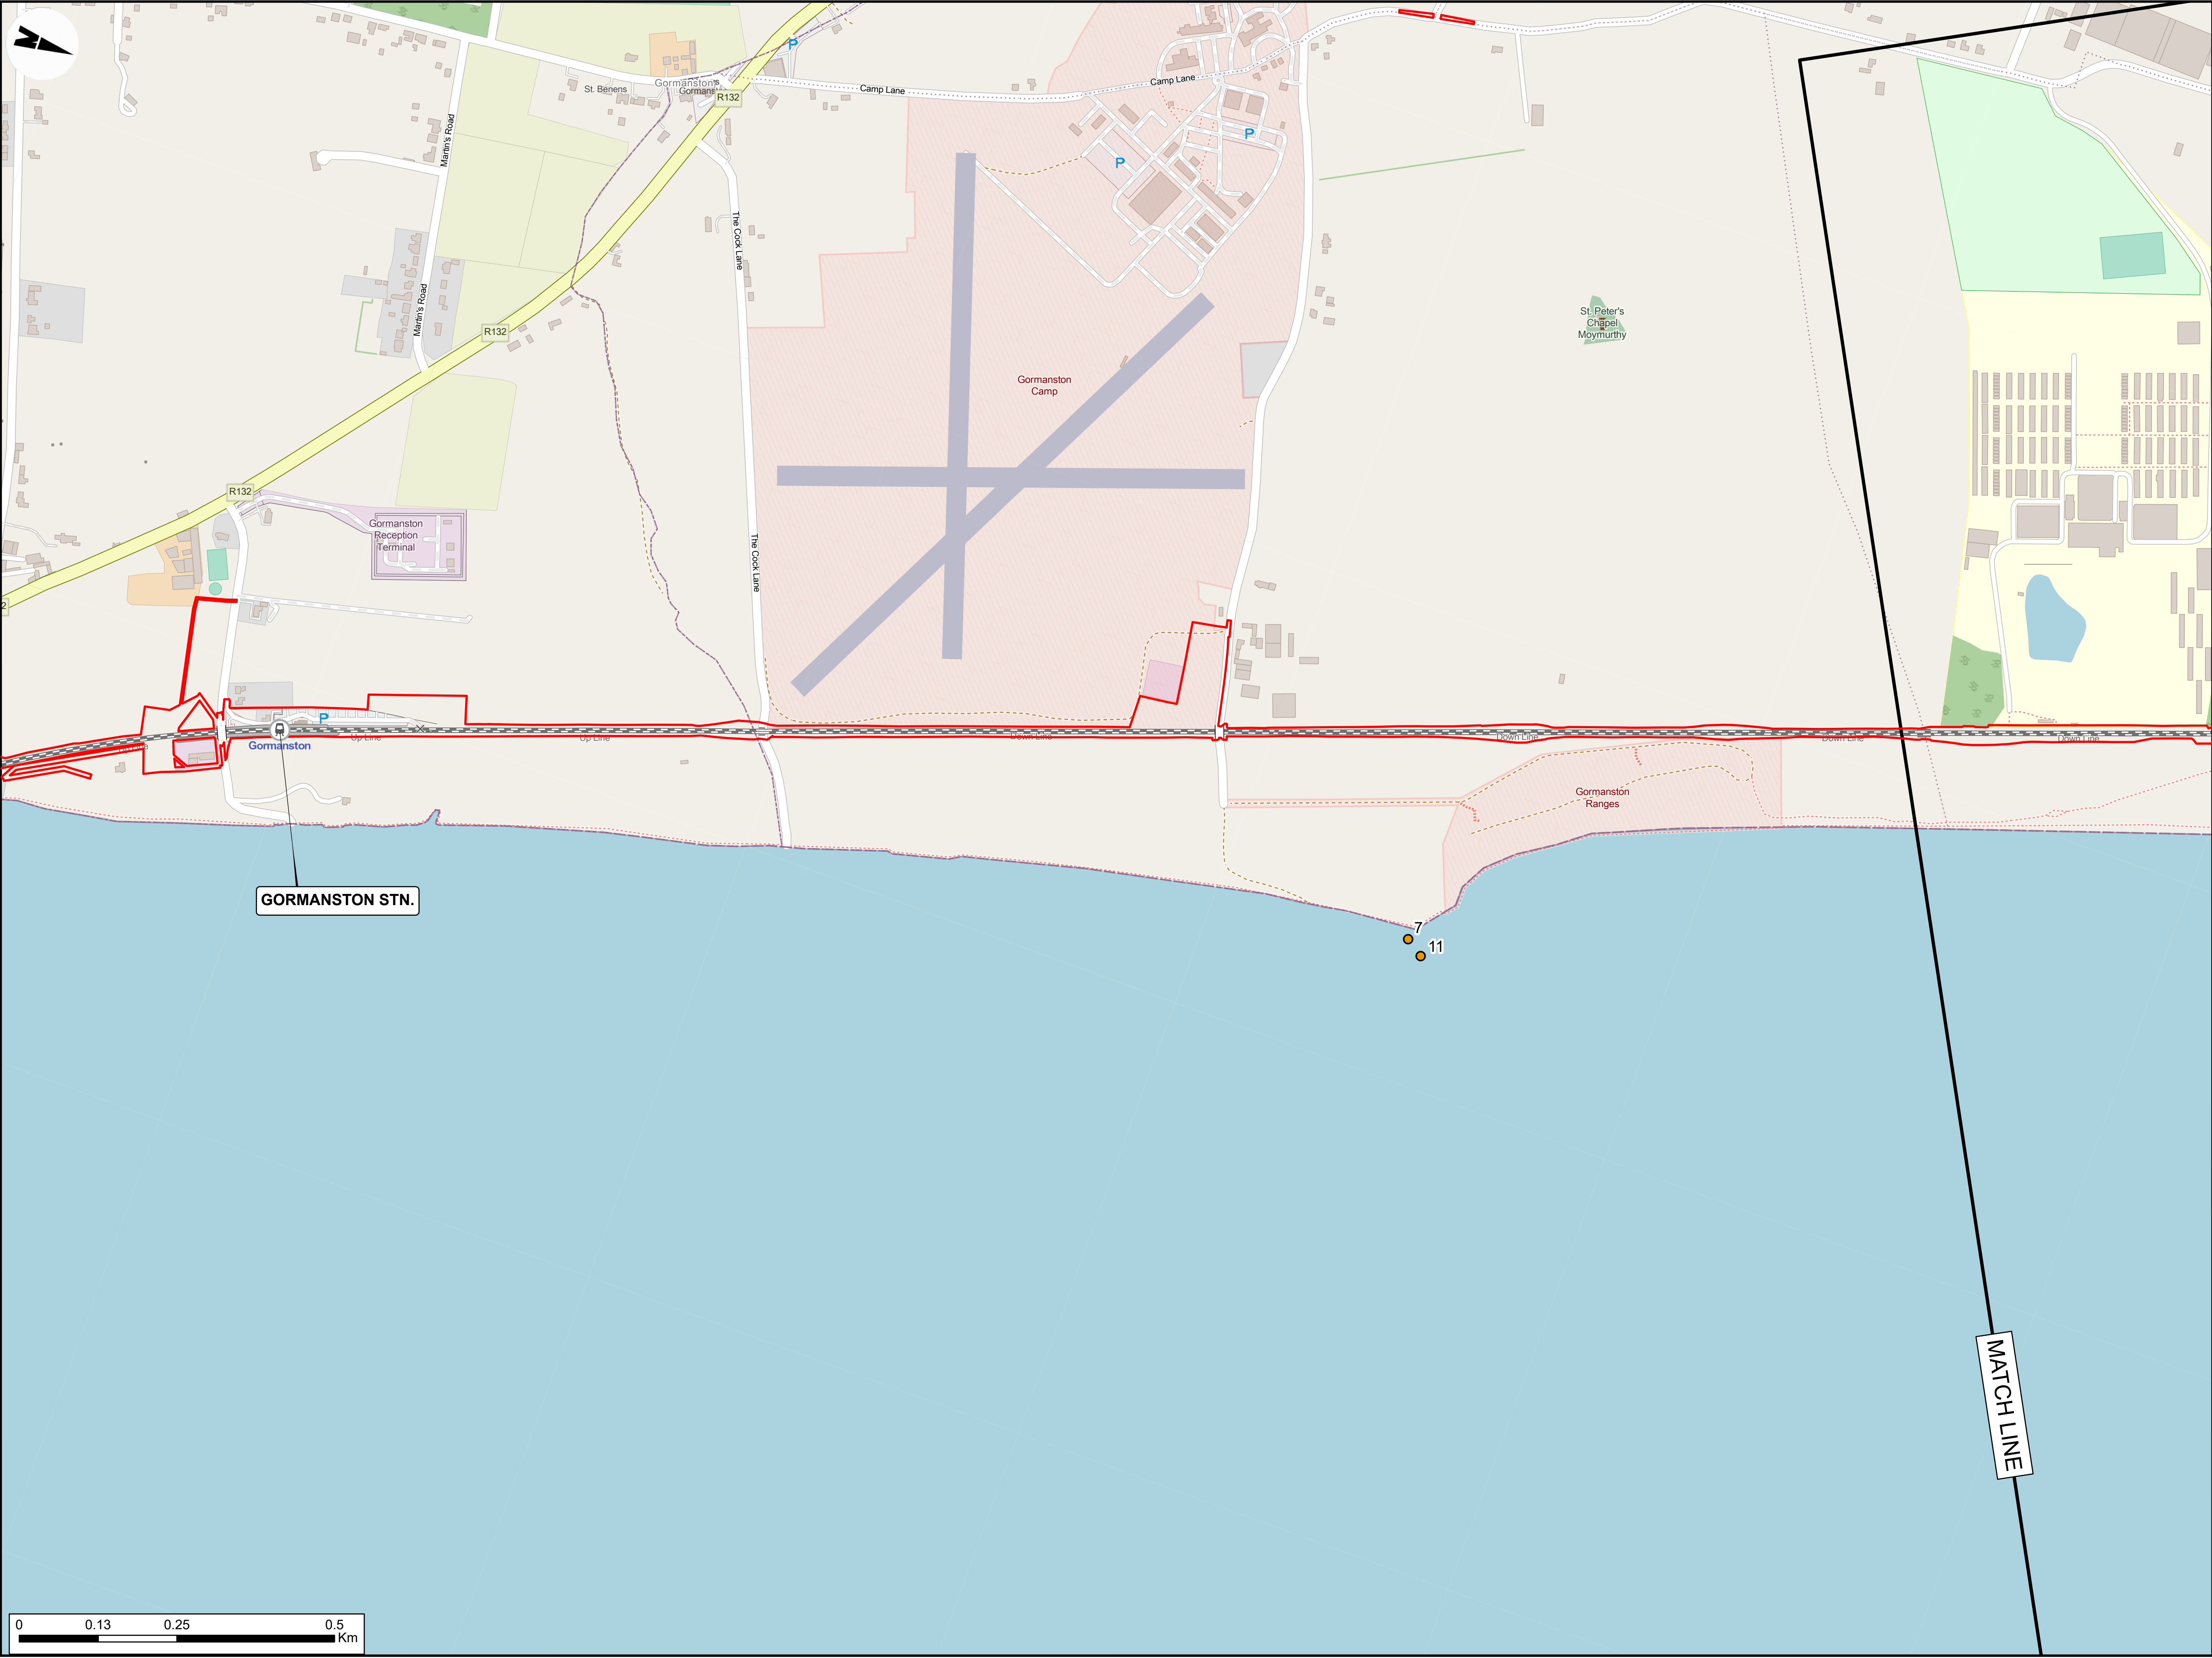 N
P
Camp Lane
Gormanston
St. Benens
R132
Camp Lane
Martin's Road
P
P
The Cock Lane
Martin's Road
R132
St. Peter's
Chapel
Moymurthy
Gormanston
Camp
R132
Gormanston
Reception
Terminal
The Cock Lane
P
Up Line
Gormanston
Up Line
Up Line
Down Line
Down Line
Down Line
Down Line
Gormanston
Ranges
GORMANSTON STN.
7
11
MATCH LINE
0 0.13 0.25 0.5
Km